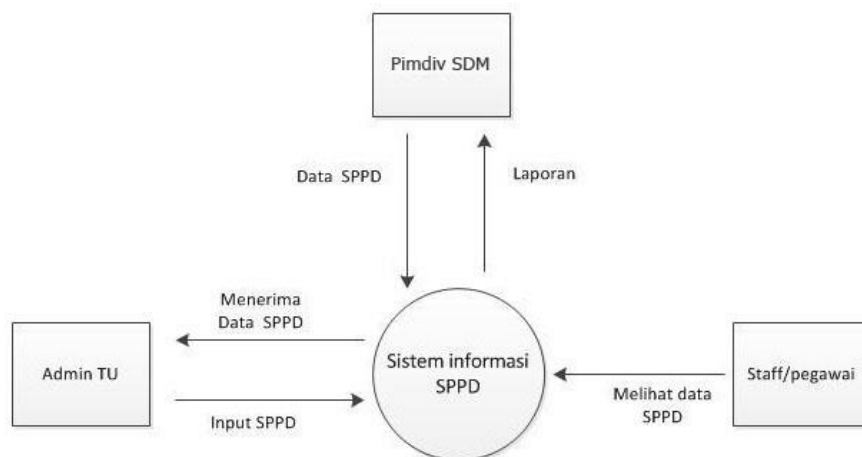 Pimdiv SDM
Data SPPD
Laporan
Menerima
Data SPPD
Admin TU
Sistem informasi
SPPD
Staff/pegawai
Input SPPD
Melihat data
SPPD